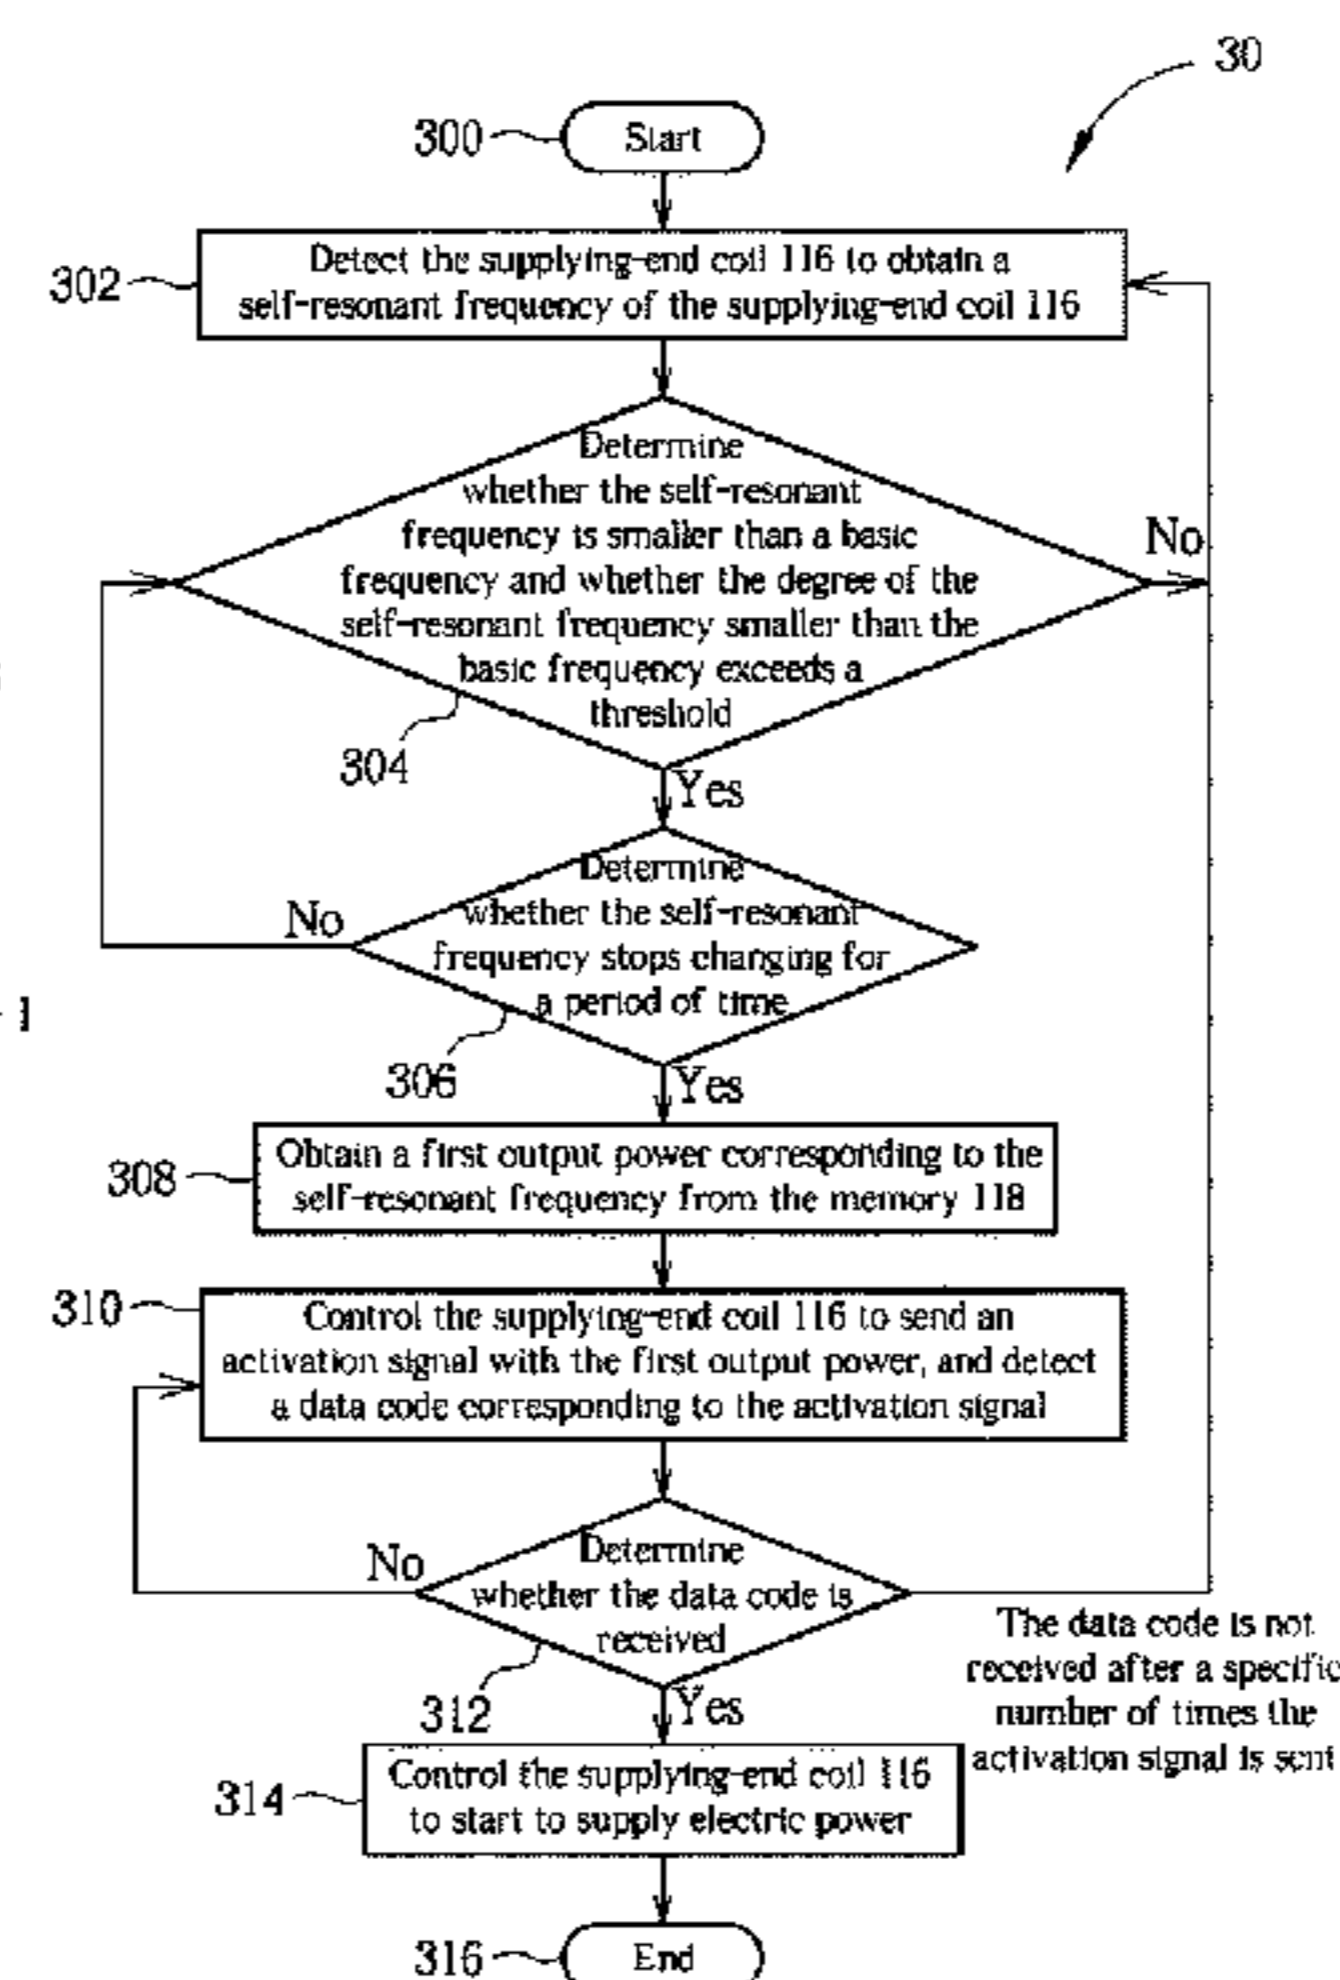 30
300
Start
302
Detect the supplying-end coil 116 to obtain a
self-resonant frequency of the supplying-end coil 116
Determine
whether the self-resonant
frequency is smaller than a basic
frequency and whether the degree of the
self-resonant frequency smaller than the
basic frequency exceeds a
threshold
No
304
Yes
Determine
whether the self-resonant
frequency stops changing for
a period of time
No
306
Yes
1
308
Obtain a first output power corresponding to the
self-resonant frequency from the memory 118
310
Control the supplying-end coil 116 to send an
activation signal with the first output power, and detect
a data code corresponding to the activation signal
No
Determine
whether the data code is
received
312
Yes
The data code is not
received after a specific
number of times the
activation signal is sent
314
Control the supplying-end coil 116
to start to supply electric power
316
End